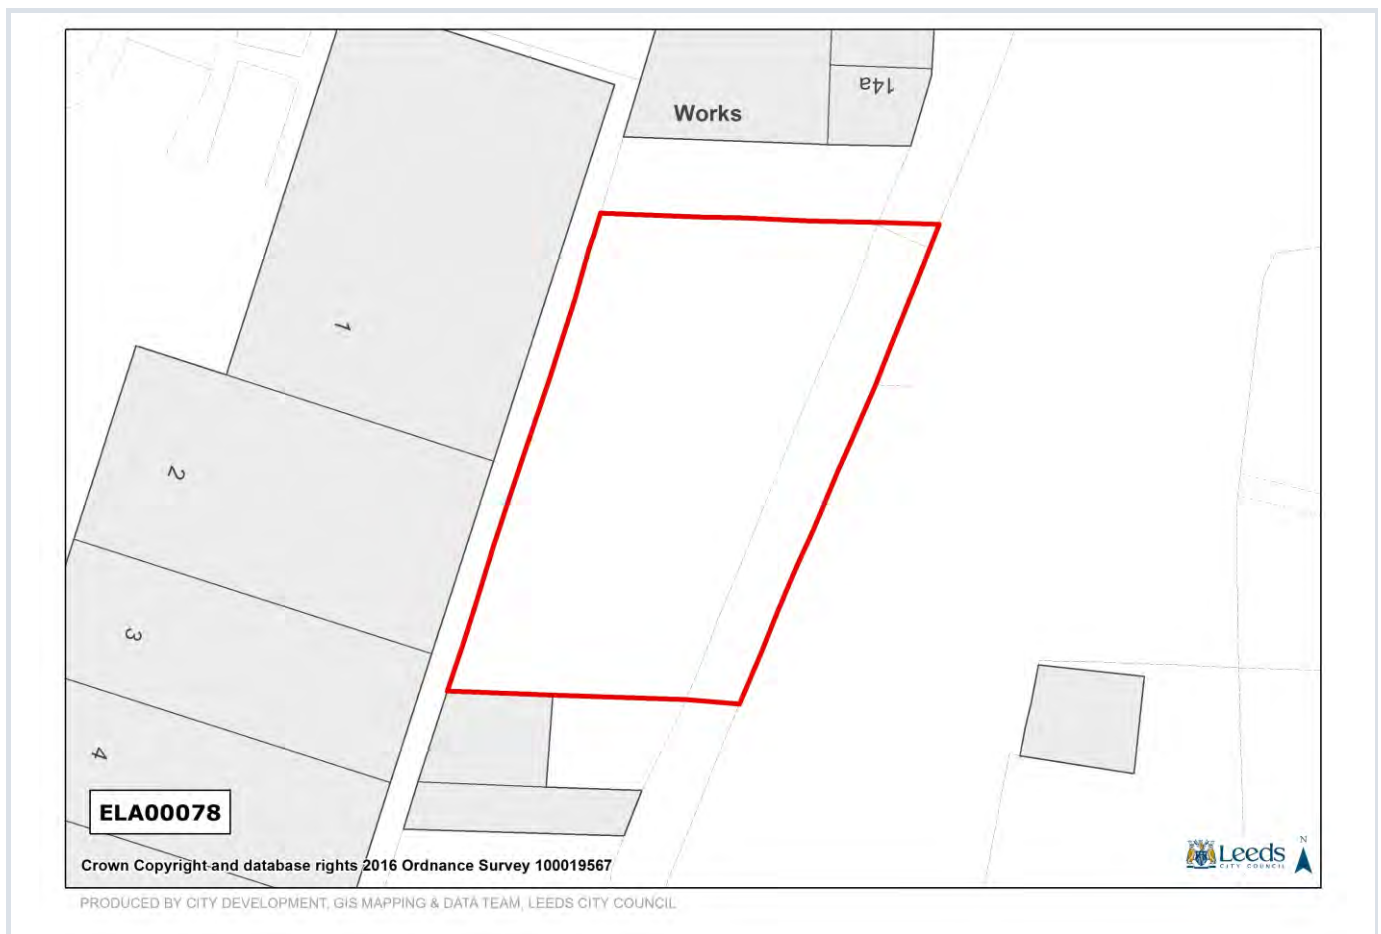 Works
14a
1
2
3
4
ELA00078
Crown Copyright and database rights 2016 Ordnance Survey 100019567
Leeds
CITY COUNCIL
N
PRODUCED BY CITY DEVELOPMENT, GIS MAPPING & DATA TEAM, LEEDS CITY COUNCIL